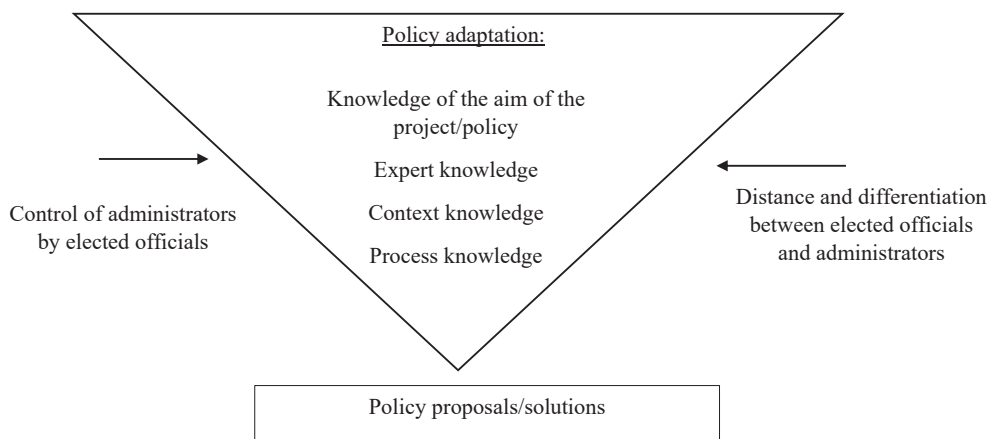 Policy adaptation:
Knowledge of the aim of the
project/policy
Expert knowledge
Context knowledge
Process knowledge
Control of administrators
by elected officials
Distance and differentiation
between elected officials
and administrators
Policy proposals/solutions